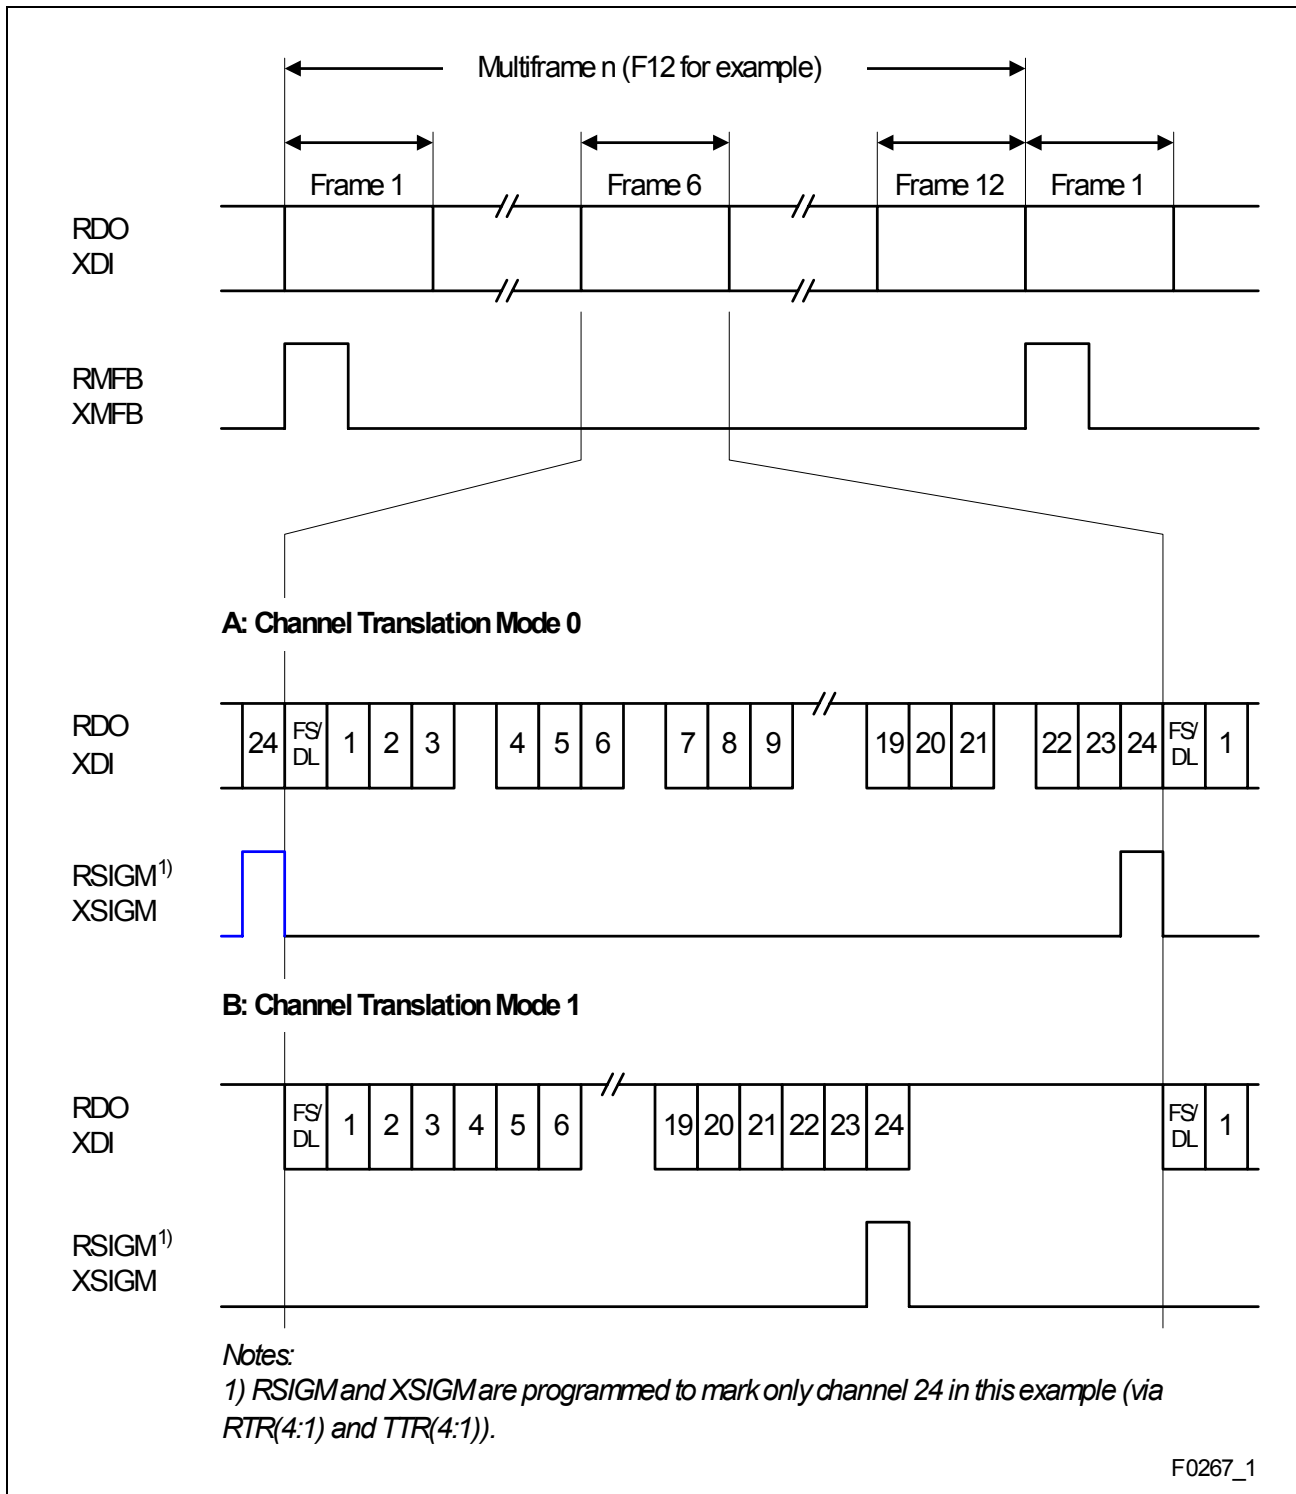 Multiframe n (F12 for example)
Frame 1 Frame 6 Frame 12 Frame 1
RDO
XDI
RMFB
XMFB
A: Channel Translation Mode 0
RDO
XDI
24 FS/DL 1 2 3 4 5 6 7 8 9 19 20 21 22 23 24 FS/DL 1
RSIGM1)
XSIGM
B: Channel Translation Mode 1
RDO
XDI
FS/DL 1 2 3 4 5 6 19 20 21 22 23 24 FS/DL 1
RSIGM1)
XSIGM
Notes:
1) RSIGM and XSIGM are programmed to mark only channel 24 in this example (via
RTR(4:1) and TTR(4:1)).
F0267_1